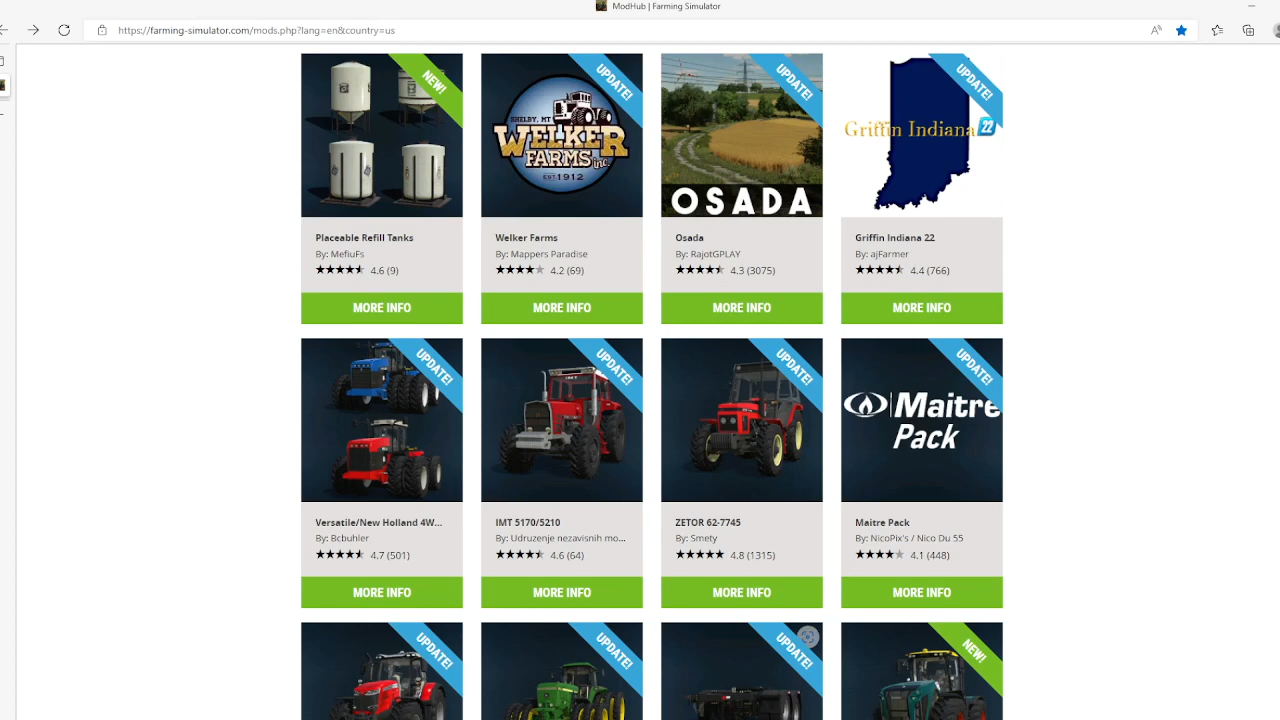 ModHub | Farming Simulator
https://farming-simulator.com/mods.php?lang=en&country=us
NEW!
UPDATE!
SHELBY, MT
WELKER
FARMS INC.
EST. 1912
UPDATE!
OSADA
UPDATE!
Griffin Indiana 22
Placeable Refill Tanks
By: MefiuFs
4.6 (9)
MORE INFO
Welker Farms
By: Mappers Paradise
4.2 (69)
MORE INFO
Osada
By: RajotGPLAY
4.3 (3075)
MORE INFO
Griffin Indiana 22
By: ajFarmer
4.4 (766)
MORE INFO
UPDATE!
UPDATE!
IMT
UPDATE!
UPDATE!
Maitre
Pack
Versatile/New Holland 4W...
By: Bcbuhler
4.7 (501)
MORE INFO
IMT 5170/5210
By: Udruzenje nezavisnih mo...
4.6 (64)
MORE INFO
ZETOR 62-7745
By: Smety
4.8 (1315)
MORE INFO
Maitre Pack
By: NicoPix's / Nico Du 55
4.1 (448)
MORE INFO
UPDATE!
UPDATE!
UPDATE!
NEW!